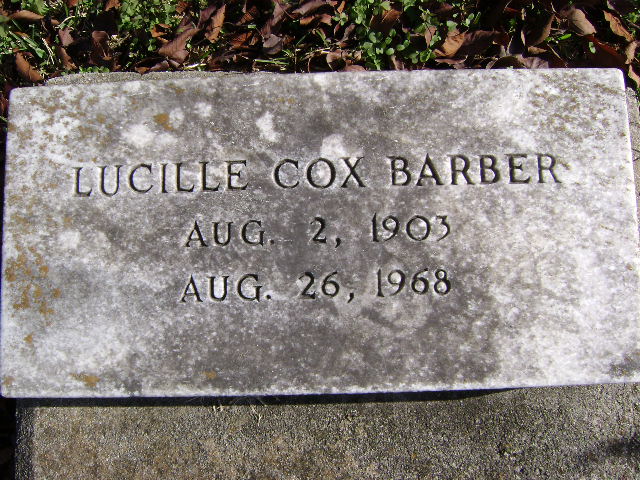 LUCILLE COX BARBER
AUG. 2, 1903
AUG. 26, 1968